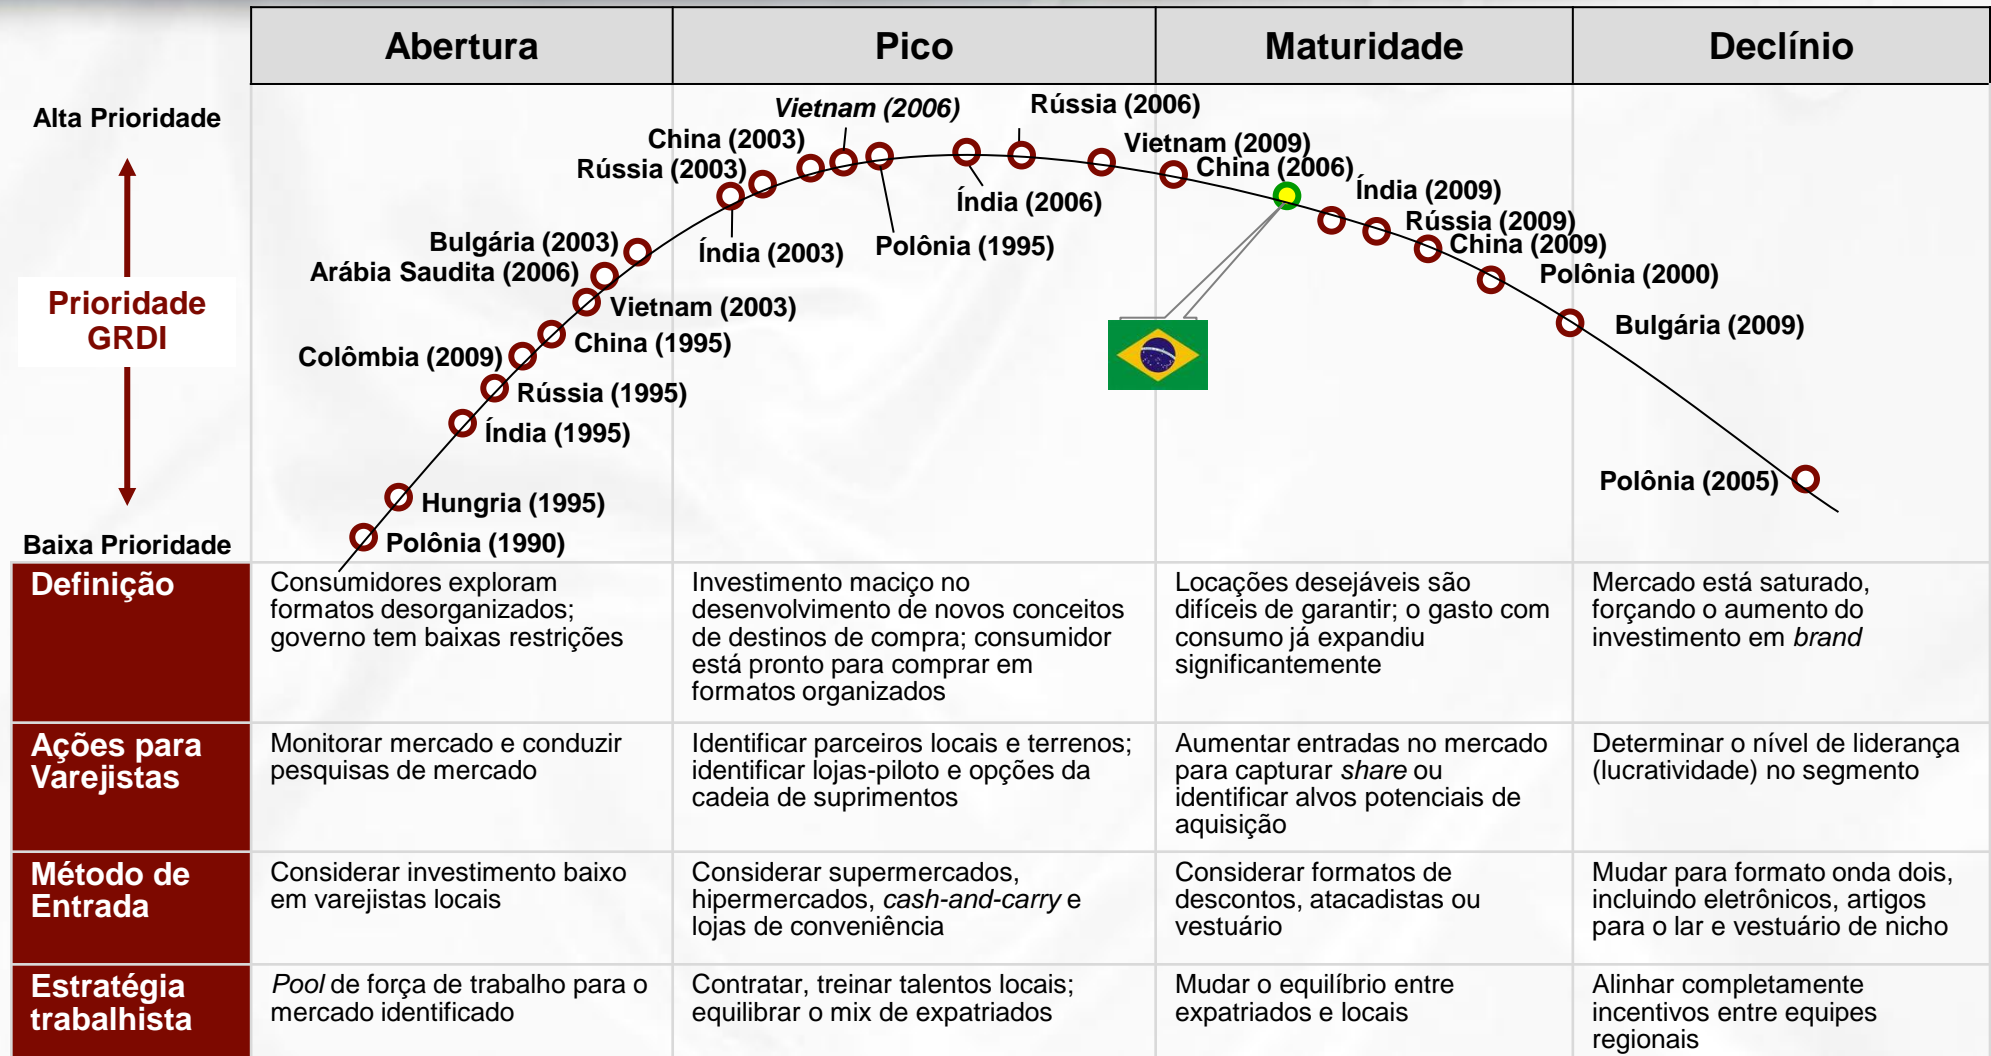 Abertura
Pico
Maturidade
Declínio
Alta Prioridade
Prioridade
GRDI
Baixa Prioridade
Vietnam (2006)
Rússia (2006)
China (2003)
Vietnam (2009)
Rússia (2003)
China (2006)
Índia (2009)
Índia (2006)
Rússia (2009)
Bulgária (2003)
Índia (2003)
Polônia (1995)
China (2009)
Arábia Saudita (2006)
Polônia (2000)
Vietnam (2003)
Bulgária (2009)
China (1995)
Colômbia (2009)
Rússia (1995)
Índia (1995)
Polônia (2005)
Hungria (1995)
Polônia (1990)
Definição
Consumidores exploram
formatos desorganizados;
governo tem baixas restrições
Investimento maciço no
desenvolvimento de novos conceitos
de destinos de compra; consumidor
está pronto para comprar em
formatos organizados
Locações desejáveis são
difíceis de garantir; o gasto com
consumo já expandiu
significantemente
Mercado está saturado,
forçando o aumento do
investimento em brand
Ações para
Varejistas
Monitorar mercado e conduzir
pesquisas de mercado
Identificar parceiros locais e terrenos;
identificar lojas-piloto e opções da
cadeia de suprimentos
Aumentar entradas no mercado
para capturar share ou
identificar alvos potenciais de
aquisição
Determinar o nível de liderança
(lucratividade) no segmento
Método de
Entrada
Considerar investimento baixo
em varejistas locais
Considerar supermercados,
hipermercados, cash-and-carry e
lojas de conveniência
Considerar formatos de
descontos, atacadistas ou
vestuário
Mudar para formato onda dois,
incluindo eletrônicos, artigos
para o lar e vestuário de nicho
Estratégia
trabalhista
Pool de força de trabalho para o
mercado identificado
Contratar, treinar talentos locais;
equilibrar o mix de expatriados
Mudar o equilíbrio entre
expatriados e locais
Alinhar completamente
incentivos entre equipes
regionais